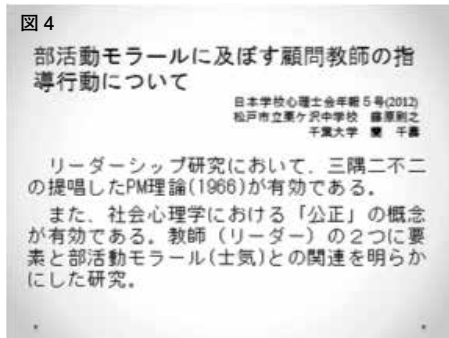 図4
部活動モラールに及ぼす顧問教師の指
導行動について
日本学校心理士会年報5号(2012)
松戸市立栗ケ沢中学校 藤原剛之
千葉大学 蘭 千壽
リーダーシップ研究において、三隅二不二
の提唱したPM理論(1966)が有効である。
また、社会心理学における「公正」の概念
が有効である。教師（リーダー）の2つに要
素と部活動モラール(士気)との関連を明らか
にした研究。